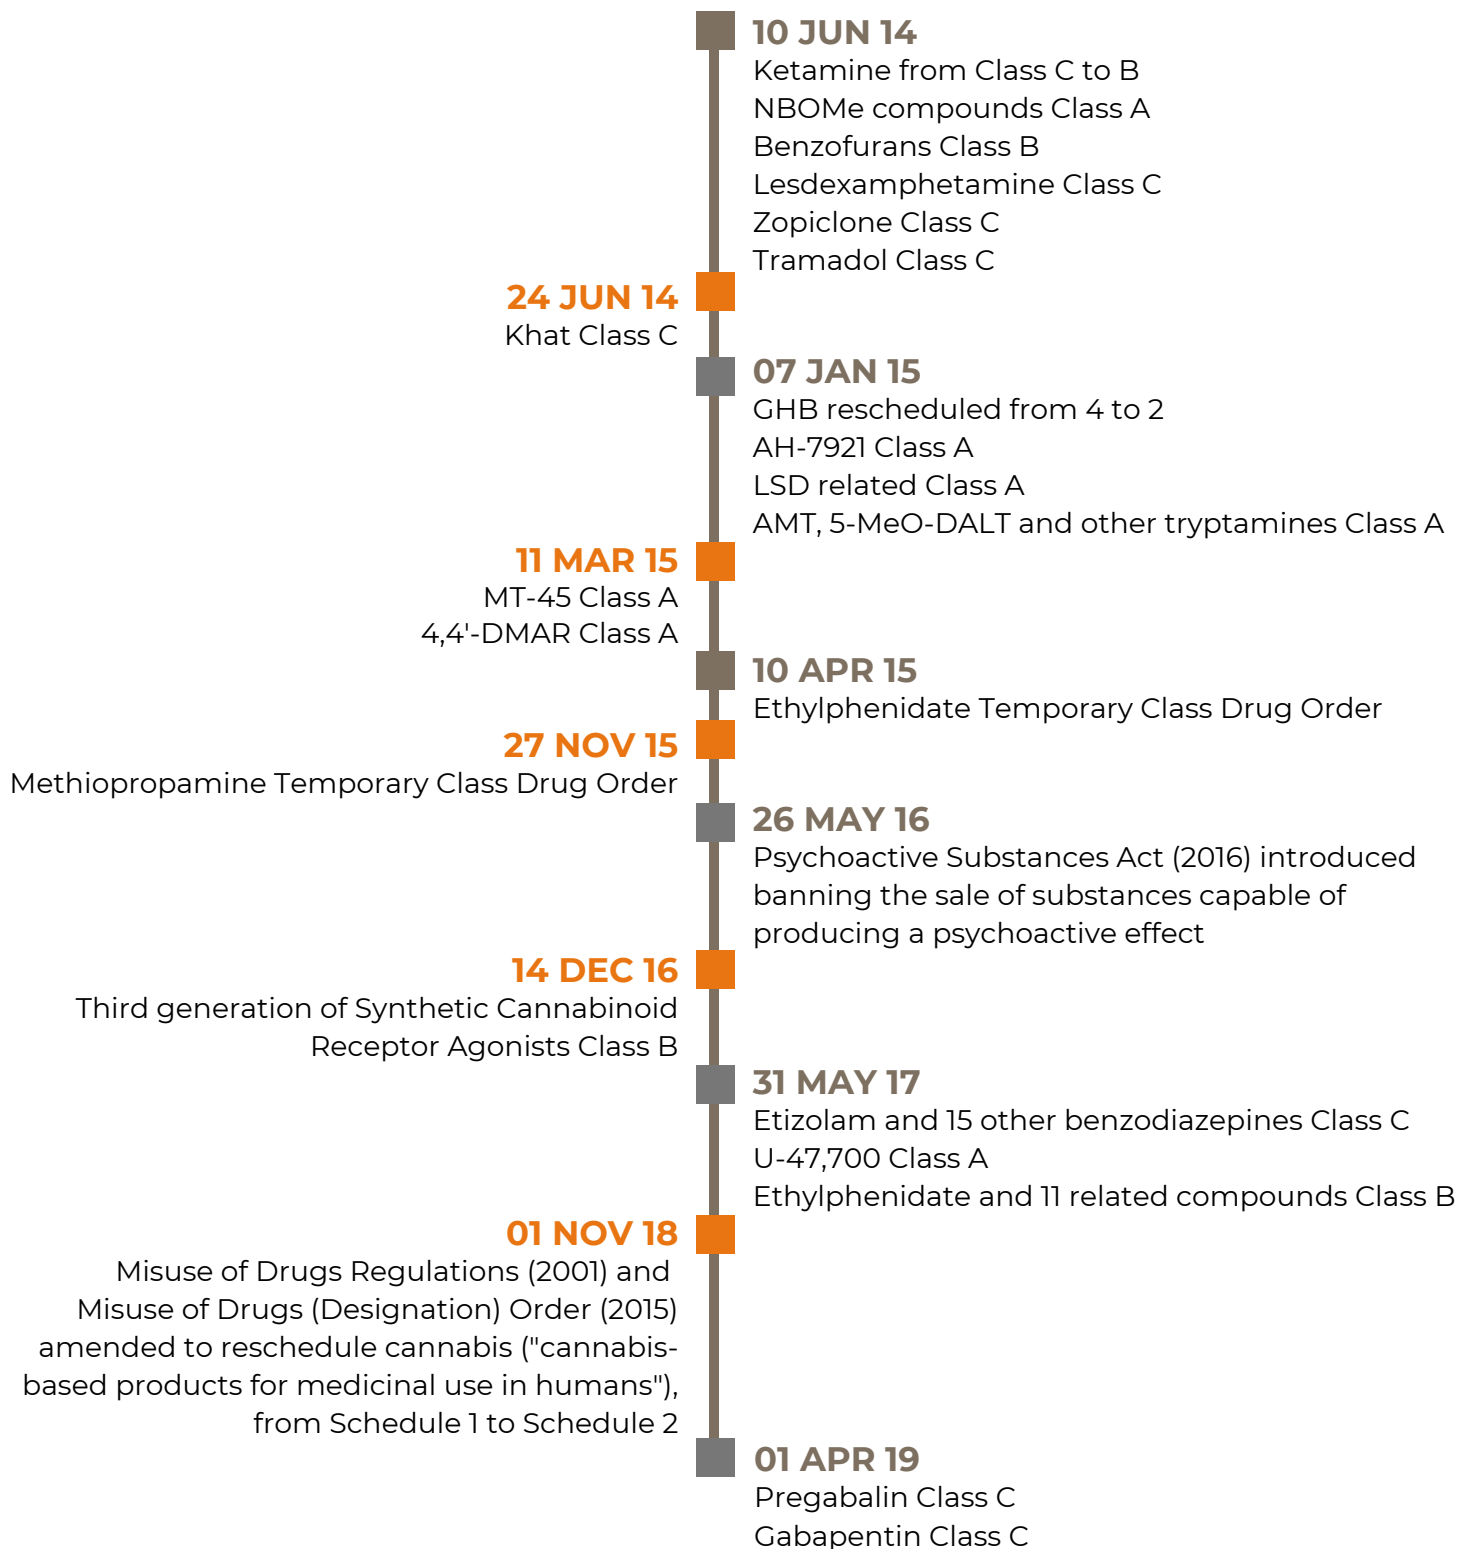 10 JUN 14
Ketamine from Class C to B
NBOMe compounds Class A
Benzofurans Class B
Lesdexamphetamine Class C
Zopiclone Class C
Tramadol Class C
24 JUN 14
Khat Class C
07 JAN 15
GHB rescheduled from 4 to 2
AH-7921 Class A
LSD related Class A
AMT, 5-MeO-DALT and other tryptamines Class A
11 MAR 15
MT-45 Class A
4,4'-DMAR Class A
10 APR 15
Ethylphenidate Temporary Class Drug Order
27 NOV 15
Methiopropamine Temporary Class Drug Order
26 MAY 16
Psychoactive Substances Act (2016) introduced
banning the sale of substances capable of
producing a psychoactive effect
14 DEC 16
Third generation of Synthetic Cannabinoid
Receptor Agonists Class B
31 MAY 17
Etizolam and 15 other benzodiazepines Class C
U-47,700 Class A
Ethylphenidate and 11 related compounds Class B
01 NOV 18
Misuse of Drugs Regulations (2001) and
Misuse of Drugs (Designation) Order (2015)
amended to reschedule cannabis ("cannabis-
based products for medicinal use in humans"),
from Schedule 1 to Schedule 2
01 APR 19
Pregabalin Class C
Gabapentin Class C